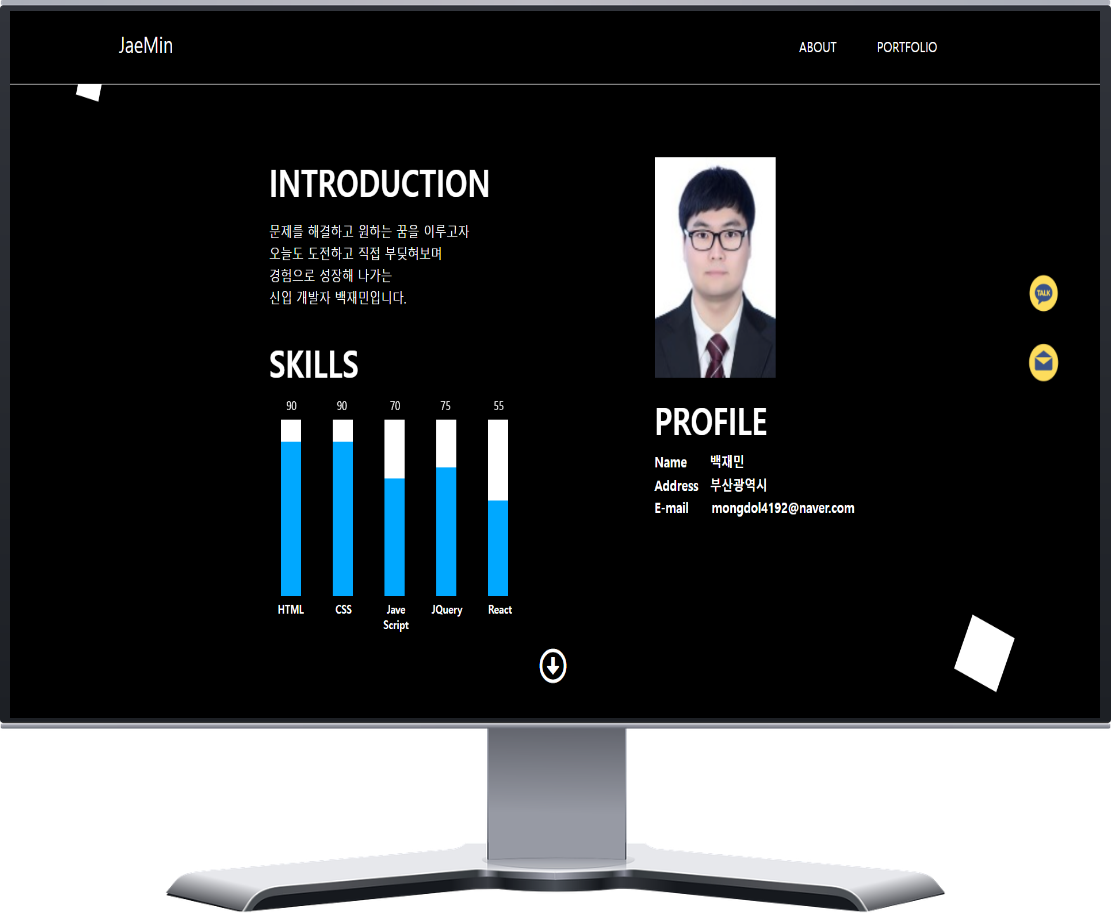 JaeMin
ABOUT
PORTFOLIO
INTRODUCTION
문제를 해결하고 원하는 꿈을 이루고자
오늘도 도전하고 직접 부딪혀보며
경험으로 성장해 나가는
신입 개발자 백재민입니다.
SKILLS
90 90 70 75 55
HTML CSS Jave JQuery React
Script
TALK
PROFILE
Name 백재민
Address 부산광역시
E-mail mongdol4192@naver.com